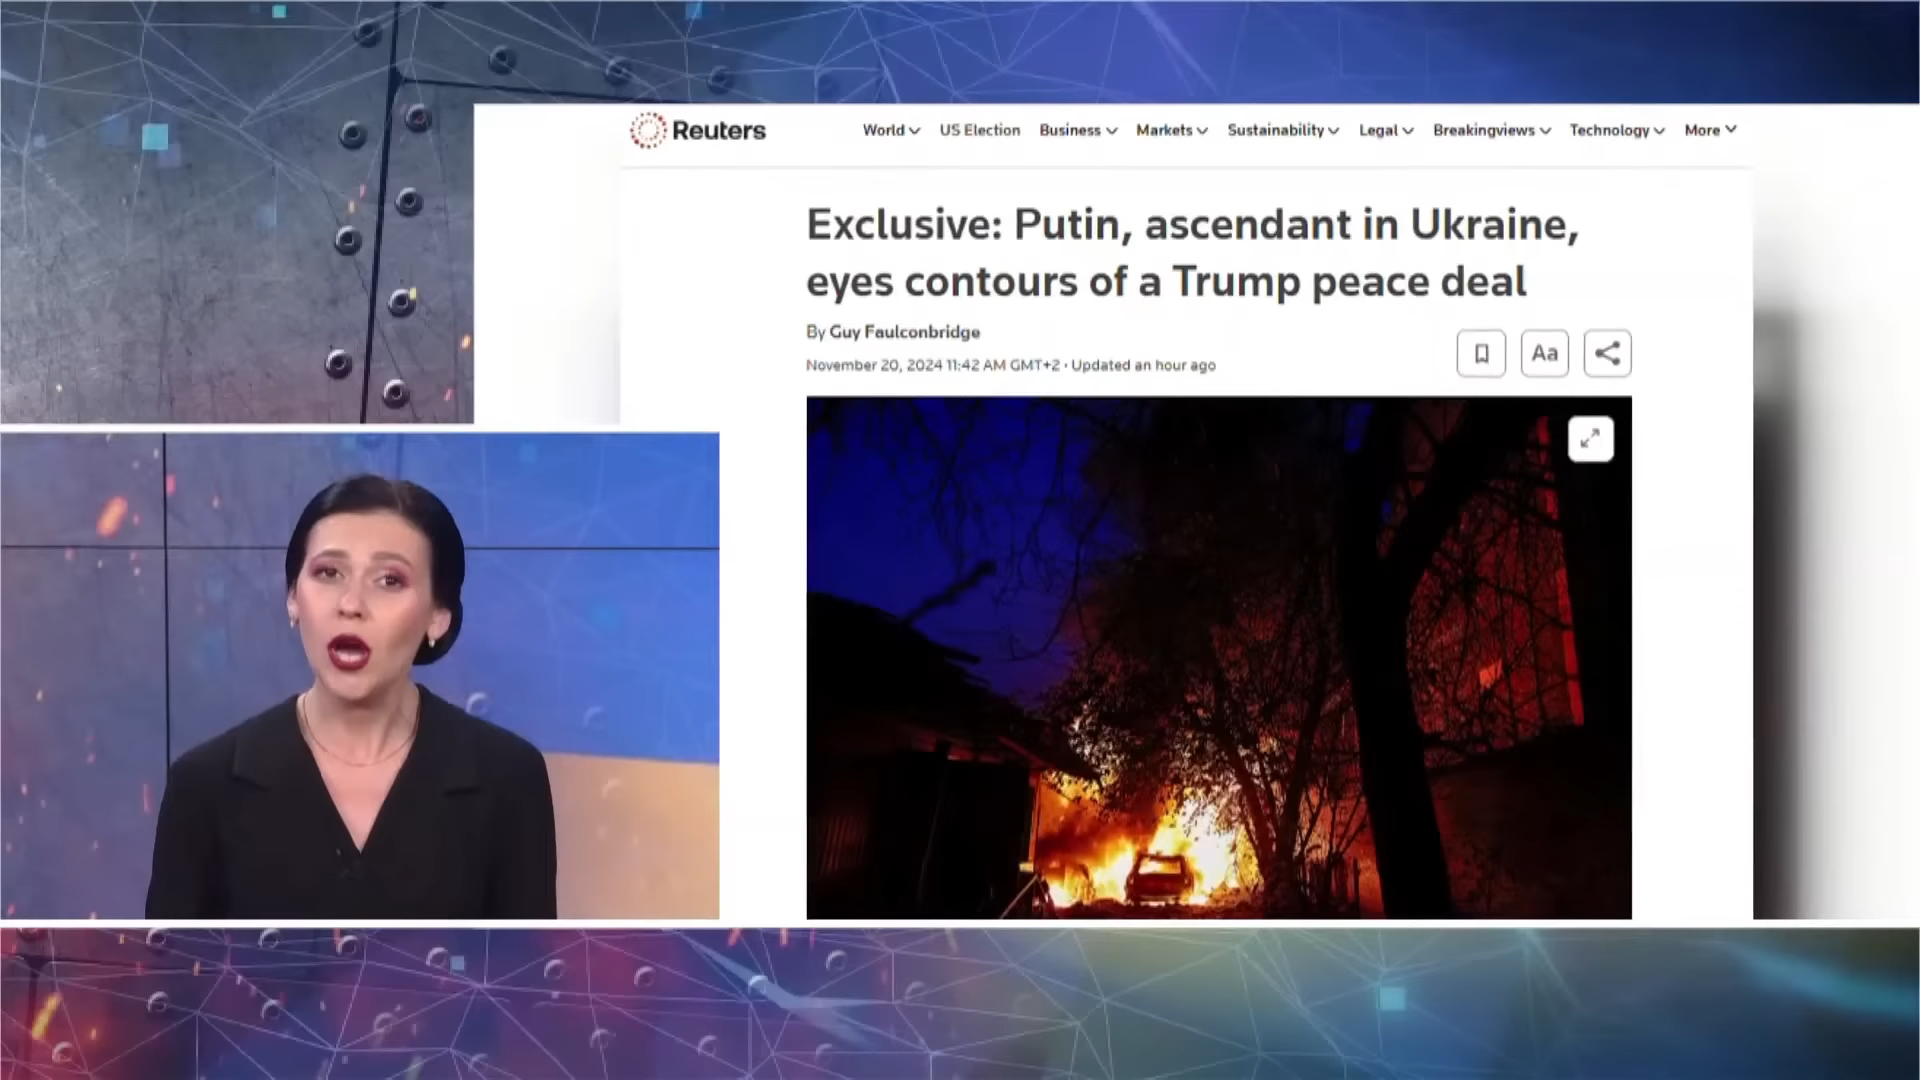 Reuters
World US Election Business Markets Sustainability Legal Breakingviews Technology More
Exclusive: Putin, ascendant in Ukraine,
eyes contours of a Trump peace deal
By Guy Faulconbridge
November 20, 2024 11:42 AM GMT+2 · Updated an hour ago
Aa